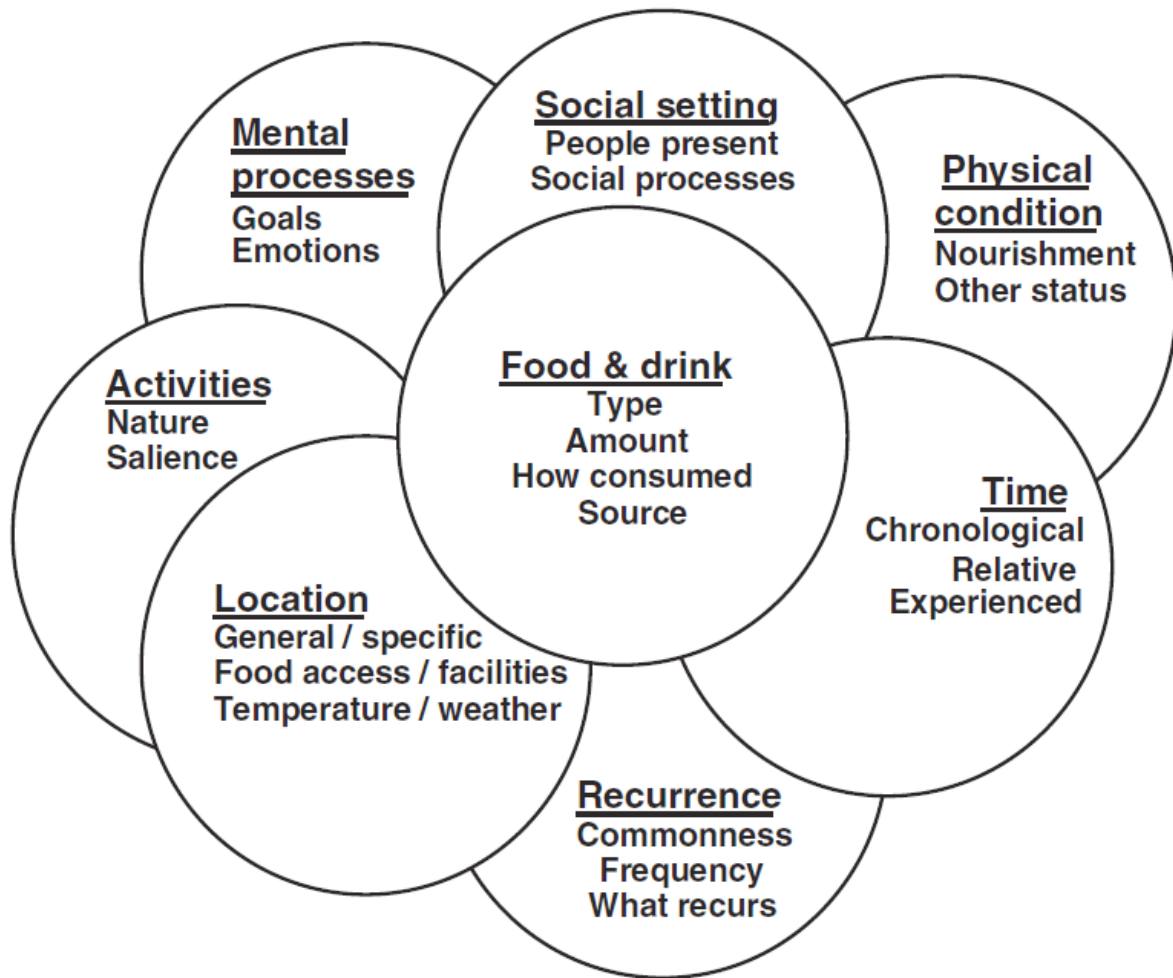 Mental
processes
Goals
Emotions
Social setting
People present
Social processes
Physical
condition
Nourishment
Other status
Activities
Nature
Salience
Food & drink
Type
Amount
How consumed
Source
Time
Chronological
Relative
Experienced
Location
General / specific
Food access / facilities
Temperature / weather
Recurrence
Commonness
Frequency
What recurs